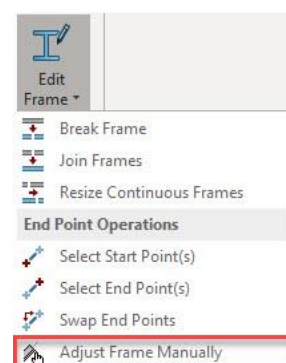 Edit
Frame
Break Frame
Join Frames
Resize Continuous Frames
End Point Operations
Select Start Point(s)
Select End Point(s)
Swap End Points
Adjust Frame Manually